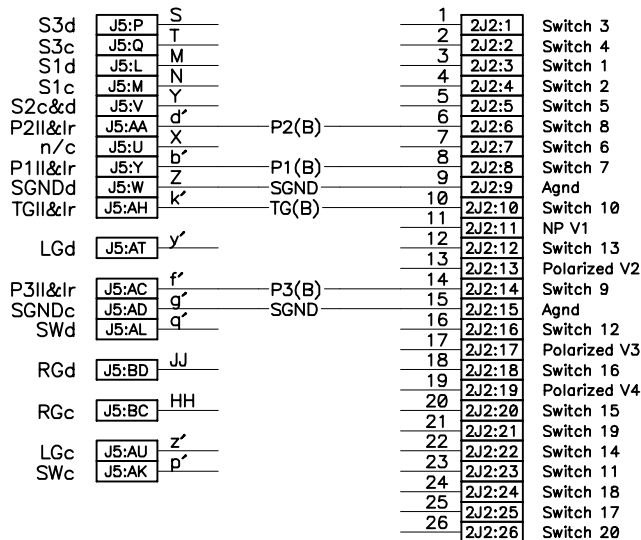 S3d J5:P S 1 2J2:1 Switch 3
S3c J5:Q T 2 2J2:2 Switch 4
S1d J5:L M 3 2J2:3 Switch 1
S1c J5:M N 4 2J2:4 Switch 2
S2c&d J5:V Y 5 2J2:5 Switch 5
P2II&Ir J5:AA d′ P2(B) 6 2J2:6 Switch 8
n/c J5:U X 7 2J2:7 Switch 6
P1II&Ir J5:Y b′ P1(B) 8 2J2:8 Switch 7
SGNDd J5:W Z SGND 9 2J2:9 Agnd
TGII&Ir J5:AH k′ TG(B) 10 2J2:10 Switch 10
11 2J2:11 NP V1
LGd J5:AT y′ 12 2J2:12 Switch 13
13 2J2:13 Polarized V2
P3II&Ir J5:AC f′ P3(B) 14 2J2:14 Switch 9
SGNDc J5:AD g′ SGND 15 2J2:15 Agnd
SWd J5:AL q′ 16 2J2:16 Switch 12
17 2J2:17 Polarized V3
RGd J5:BD JJ 18 2J2:18 Switch 16
19 2J2:19 Polarized V4
RGc J5:BC HH 20 2J2:20 Switch 15
21 2J2:21 Switch 19
LGc J5:AU z′ 22 2J2:22 Switch 14
SWc J5:AK p′ 23 2J2:23 Switch 11
24 2J2:24 Switch 18
25 2J2:25 Switch 17
26 2J2:26 Switch 20